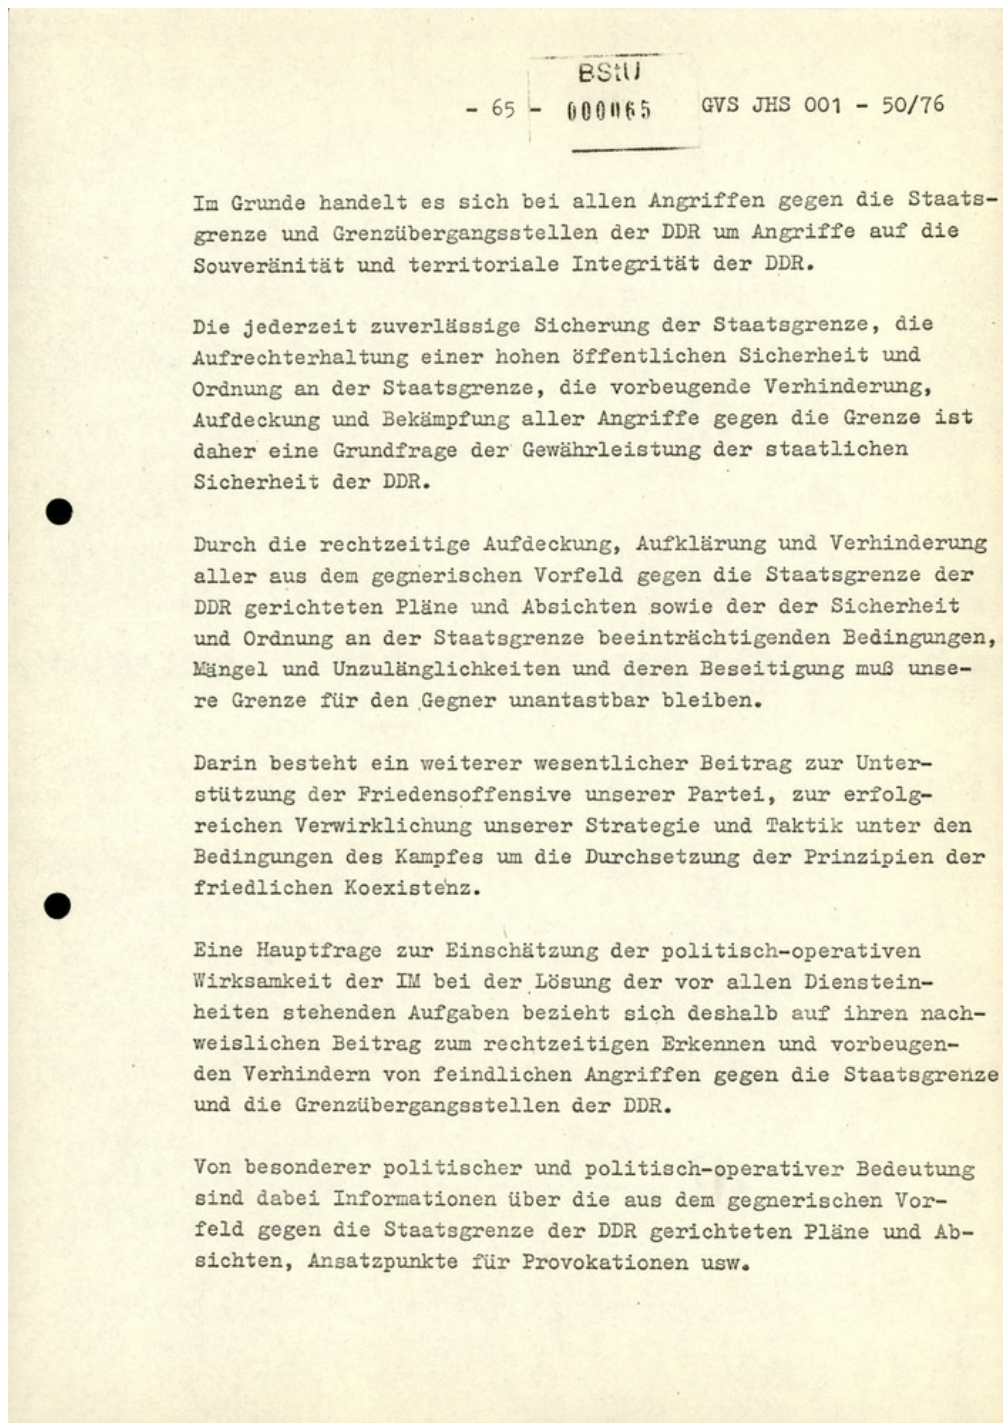 BStU
- 65 - 000065 GVS JHS 001 - 50/76
Im Grunde handelt es sich bei allen Angriffen gegen die Staats-
grenze und Grenzübergangsstellen der DDR um Angriffe auf die
Souveränität und territoriale Integrität der DDR.
Die jederzeit zuverlässige Sicherung der Staatsgrenze, die
Aufrechterhaltung einer hohen öffentlichen Sicherheit und
Ordnung an der Staatsgrenze, die vorbeugende Verhinderung,
Aufdeckung und Bekämpfung aller Angriffe gegen die Grenze ist
daher eine Grundfrage der Gewährleistung der staatlichen
Sicherheit der DDR.
Durch die rechtzeitige Aufdeckung, Aufklärung und Verhinderung
aller aus dem gegnerischen Vorfeld gegen die Staatsgrenze der
DDR gerichteten Pläne und Absichten sowie der der Sicherheit
und Ordnung an der Staatsgrenze beeinträchtigenden Bedingungen,
Mängel und Unzulänglichkeiten und deren Beseitigung muß unse-
re Grenze für den Gegner unantastbar bleiben.
Darin besteht ein weiterer wesentlicher Beitrag zur Unter-
stützung der Friedensoffensive unserer Partei, zur erfolg-
reichen Verwirklichung unserer Strategie und Taktik unter den
Bedingungen des Kampfes um die Durchsetzung der Prinzipien der
friedlichen Koexistenz.
Eine Hauptfrage zur Einschätzung der politisch-operativen
Wirksamkeit der IM bei der Lösung der vor allen Dienstein-
heiten stehenden Aufgaben bezieht sich deshalb auf ihren nach-
weislichen Beitrag zum rechtzeitigen Erkennen und vorbeugen-
den Verhindern von feindlichen Angriffen gegen die Staatsgrenze
und die Grenzübergangsstellen der DDR.
Von besonderer politischer und politisch-operativer Bedeutung
sind dabei Informationen über die aus dem gegnerischen Vor-
feld gegen die Staatsgrenze der DDR gerichteten Pläne und Ab-
sichten, Ansatzpunkte für Provokationen usw.